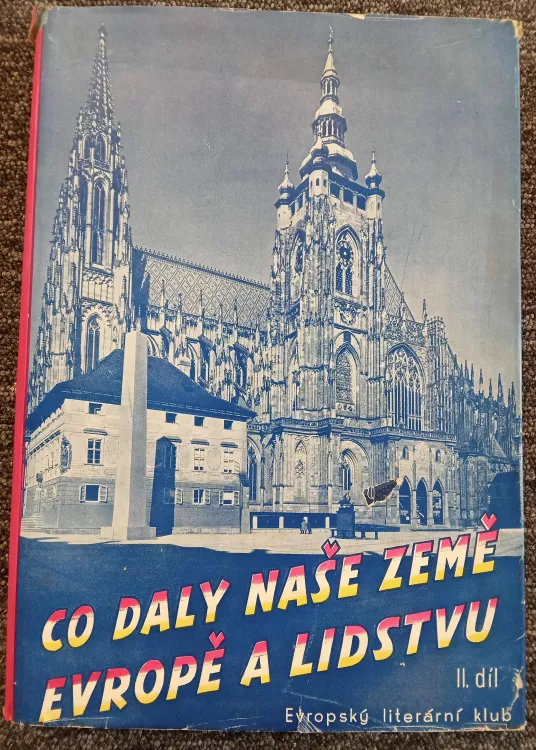 CO DALY NAŠE ZEMĚ
EVROPĚ A LIDSTVU
II. díl
Evropský literární klub